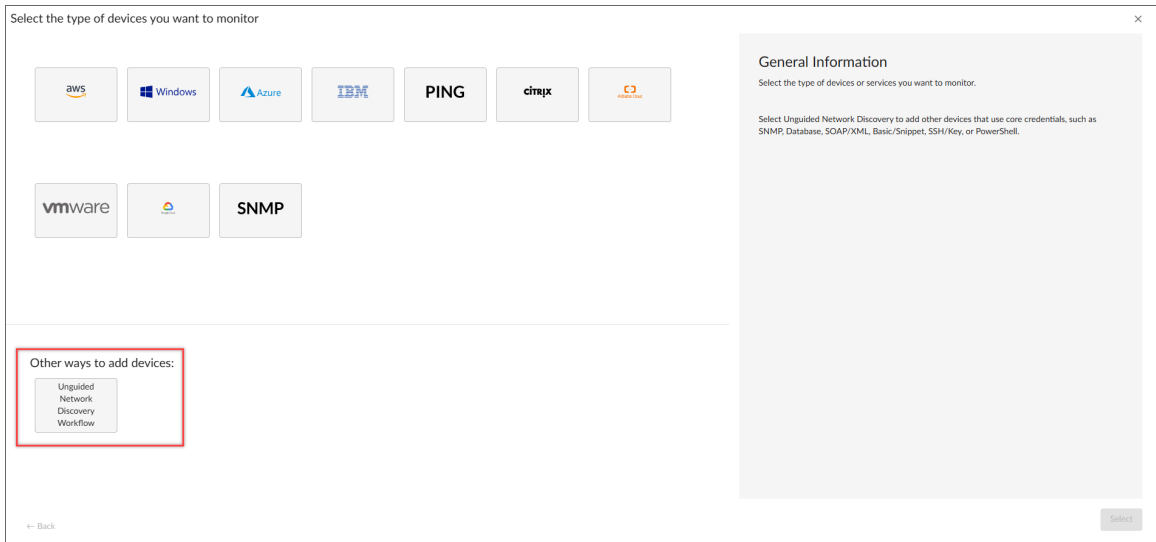 Select the type of devices you want to monitor
×
General Information
Select the type of devices or services you want to monitor.
Select Unguided Network Discovery to add other devices that use core credentials, such as
SNMP, Database, SOAP/XML, Basic/Snippet, SSH/Key, or PowerShell.
aws
Windows
Azure
IBM
PING
citrix
Alibaba Cloud
vmware
SNMP
Other ways to add devices:
Unguided
Network
Discovery
Workflow
← Back
Select